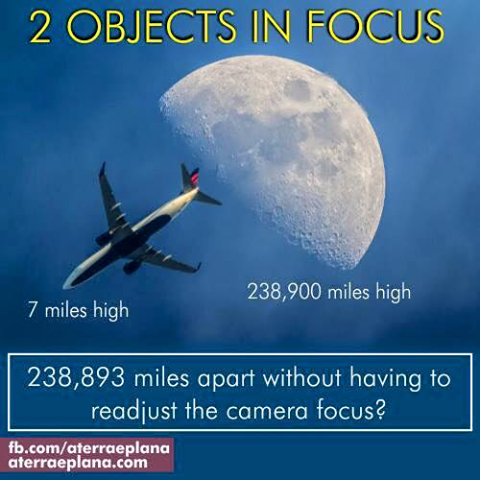 2 OBJECTS IN FOCUS
7 miles high
238,900 miles high
238,893 miles apart without having to
readjust the camera focus?
fb.com/aterraeplana
aterraeplana.com